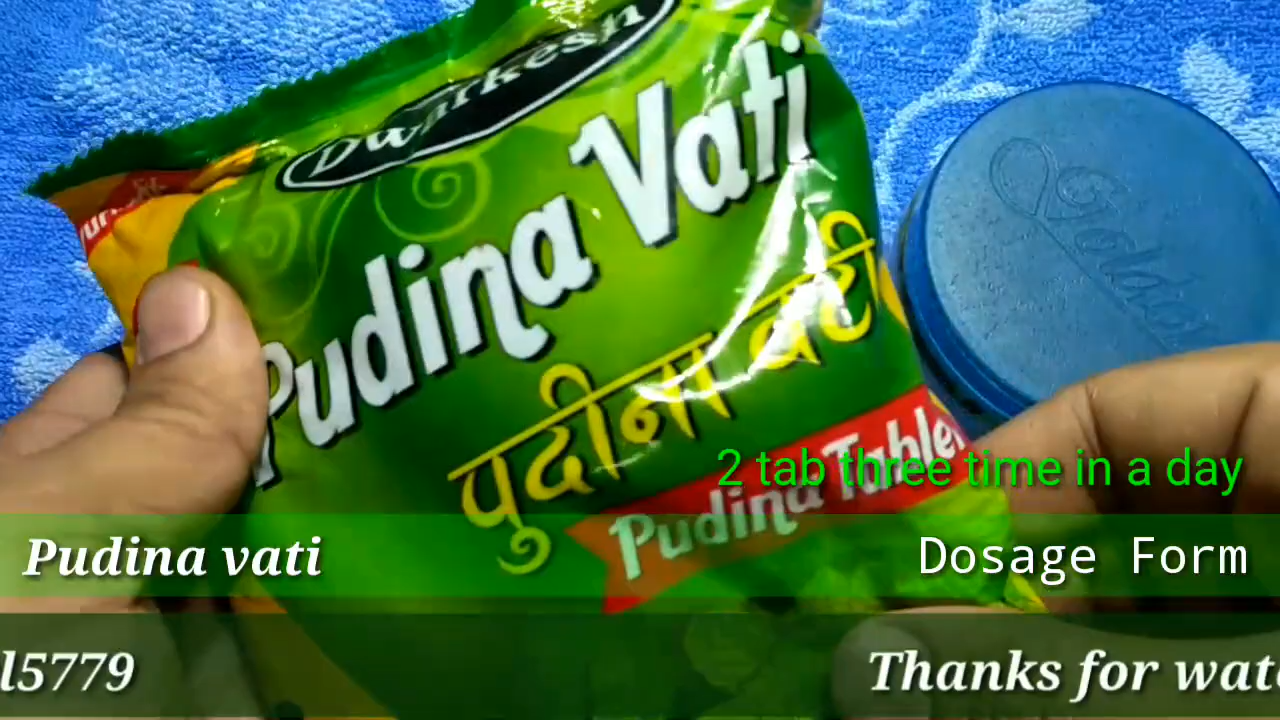 Dwarkesh
Pudina Vati
पुदीना वटी
Pudina Tablet
2 tab three time in a day
Pudina vati
Dosage Form
l5779
Thanks for wat